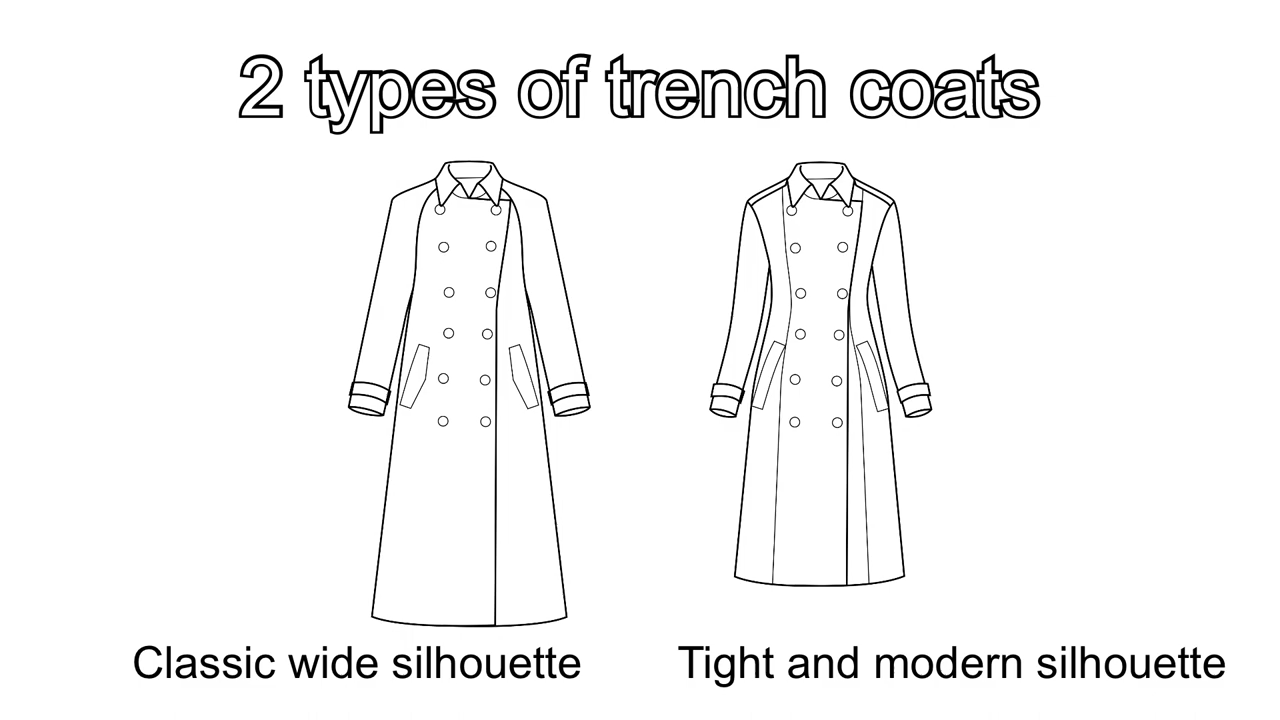 2 types of trench coats
Classic wide silhouette
Tight and modern silhouette